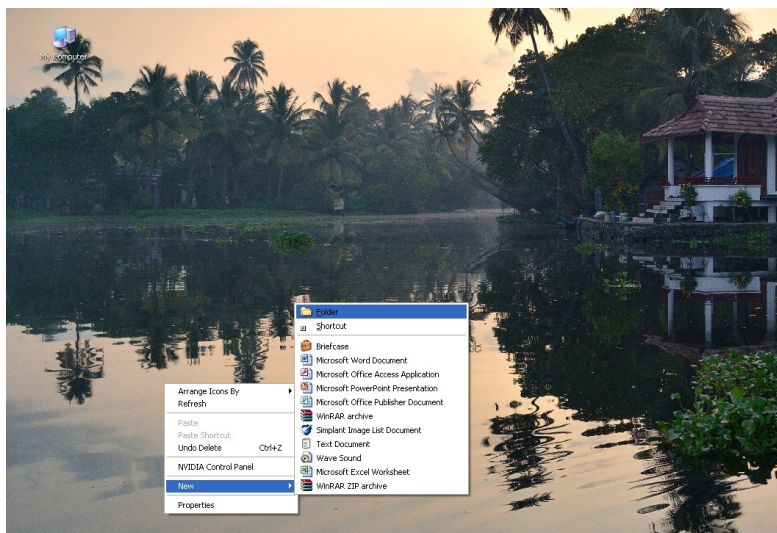 My Computer
Arrange Icons By
Refresh
Paste
Paste Shortcut
Undo Delete Ctrl+Z
NVIDIA Control Panel
New
Properties
Folder
Shortcut
Briefcase
Microsoft Word Document
Microsoft Office Access Application
Microsoft PowerPoint Presentation
Microsoft Office Publisher Document
WinRAR archive
Simplant Image List Document
Text Document
Wave Sound
Microsoft Excel Worksheet
WinRAR ZIP archive